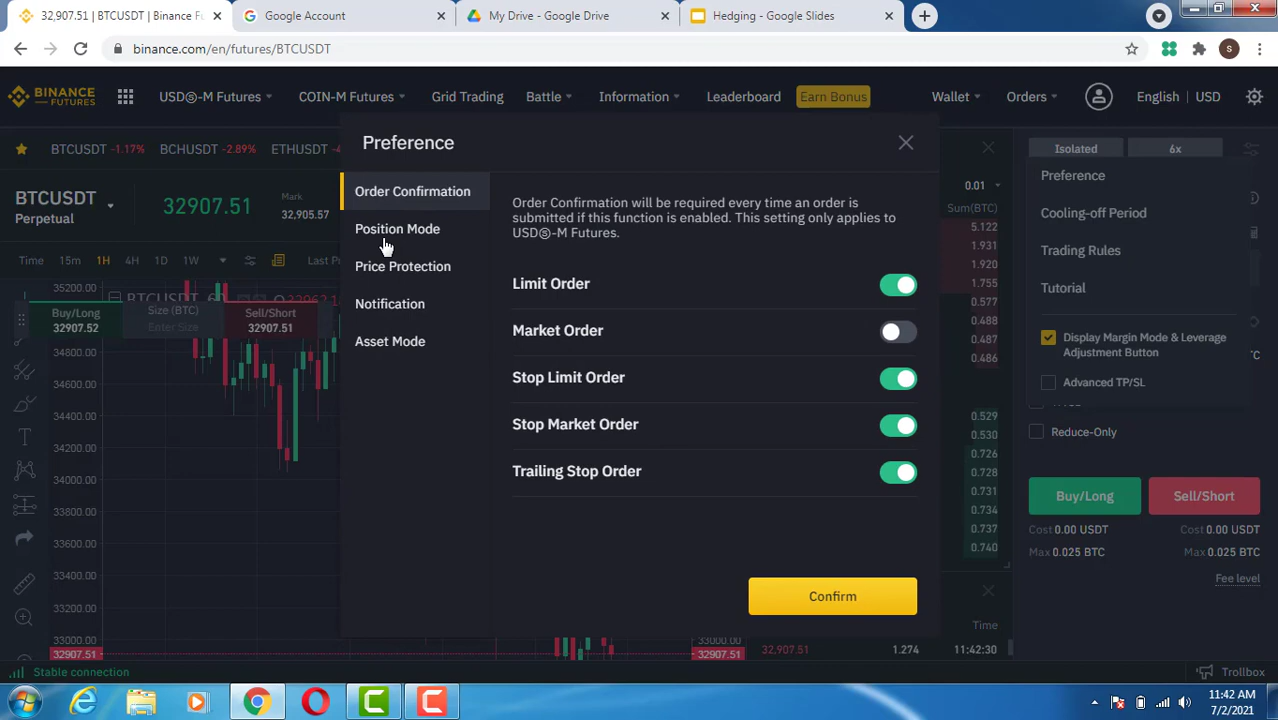 32,907.51 | BTCUSDT | Binance F
Google Account
My Drive - Google Drive
Hedging - Google Slides
binance.com/en/futures/BTCUSDT
S
BINANCE
FUTURES
USDⓈ-M Futures
COIN-M Futures
Grid Trading
Battle
Information
Leaderboard
Earn Bonus
Wallet
Orders
English | USD
BTCUSDT -1.17%
BCHUSDT -2.89%
ETHUSDT
Preference
Isolated
6x
BTCUSDT
Perpetual
32907.51
Mark
32,905.57
Order Confirmation
Position Mode
Price Protection
Notification
Asset Mode
Order Confirmation will be required every time an order is
submitted if this function is enabled. This setting only applies to
USDⓈ-M Futures.
Limit Order
Market Order
Stop Limit Order
Stop Market Order
Trailing Stop Order
Confirm
0.01
Sum(BTC)
5.122
1.931
1.920
1.755
0.577
0.488
0.487
0.486
0.529
0.530
0.726
0.728
0.731
0.734
0.737
0.740
Preference
Cooling-off Period
Trading Rules
Tutorial
Display Margin Mode & Leverage
Adjustment Button
Advanced TP/SL
Reduce-Only
Buy/Long
Sell/Short
Cost 0.00 USDT
Cost 0.00 USDT
Max 0.025 BTC
Max 0.025 BTC
Fee level
Time 15m 1H 4H 1D 1W
Last P
35200.00
34800.00
34600.00
34400.00
34200.00
34000.00
33800.00
33600.00
33400.00
33200.00
33000.00
32907.51
Buy/Long
32907.52
Size (BTC)
Enter Size
Sell/Short
32907.51
33000.00
32907.51
Time
32,907.51
1.274
11:42:30
Stable connection
Trollbox
11:42 AM
7/2/2021